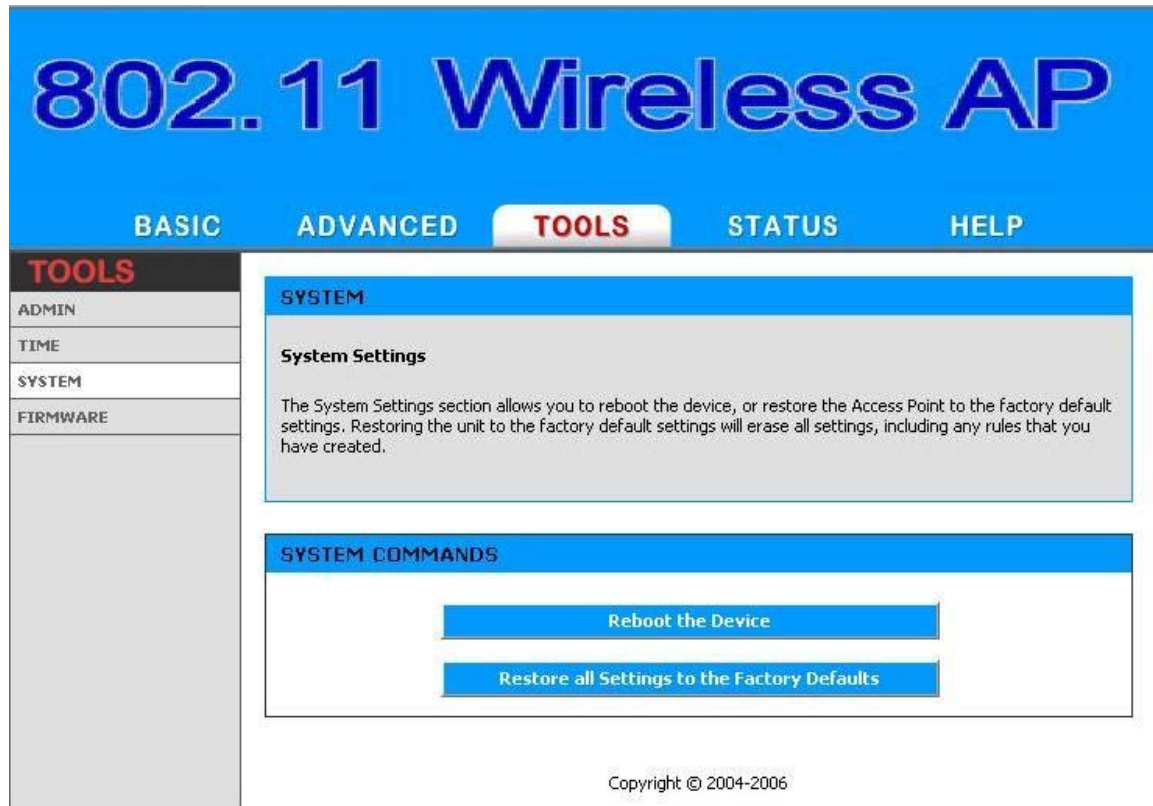 802.11 Wireless AP
BASIC ADVANCED TOOLS STATUS HELP
TOOLS
ADMIN
TIME
SYSTEM
FIRMWARE
SYSTEM
System Settings
The System Settings section allows you to reboot the device, or restore the Access Point to the factory default
settings. Restoring the unit to the factory default settings will erase all settings, including any rules that you
have created.
SYSTEM COMMANDS
Reboot the Device
Restore all Settings to the Factory Defaults
Copyright © 2004-2006